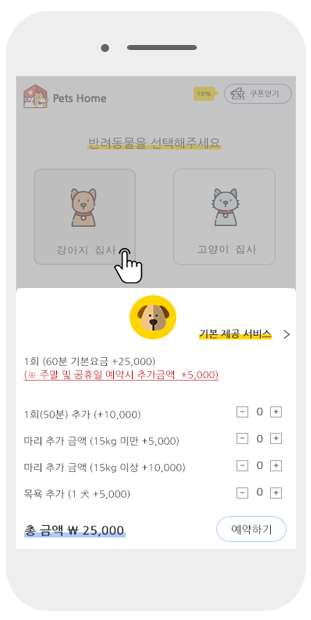 Pets Home
15%
쿠폰얻기
반려동물을 선택해주세요
강아지 집사
고양이 집사
기본 제공 서비스 >
1회 (60분 기본요금 +25,000)
(※ 주말 및 공휴일 예약시 추가금액 +5,000)
1회(50분) 추가 (+10,000) - 0 +
마리 추가 금액 (15kg 미만 +5,000) - 0 +
마리 추가 금액 (15kg 이상 +10,000) - 0 +
목욕 추가 (1 犬 +5,000) - 0 +
총 금액 ₩ 25,000
예약하기